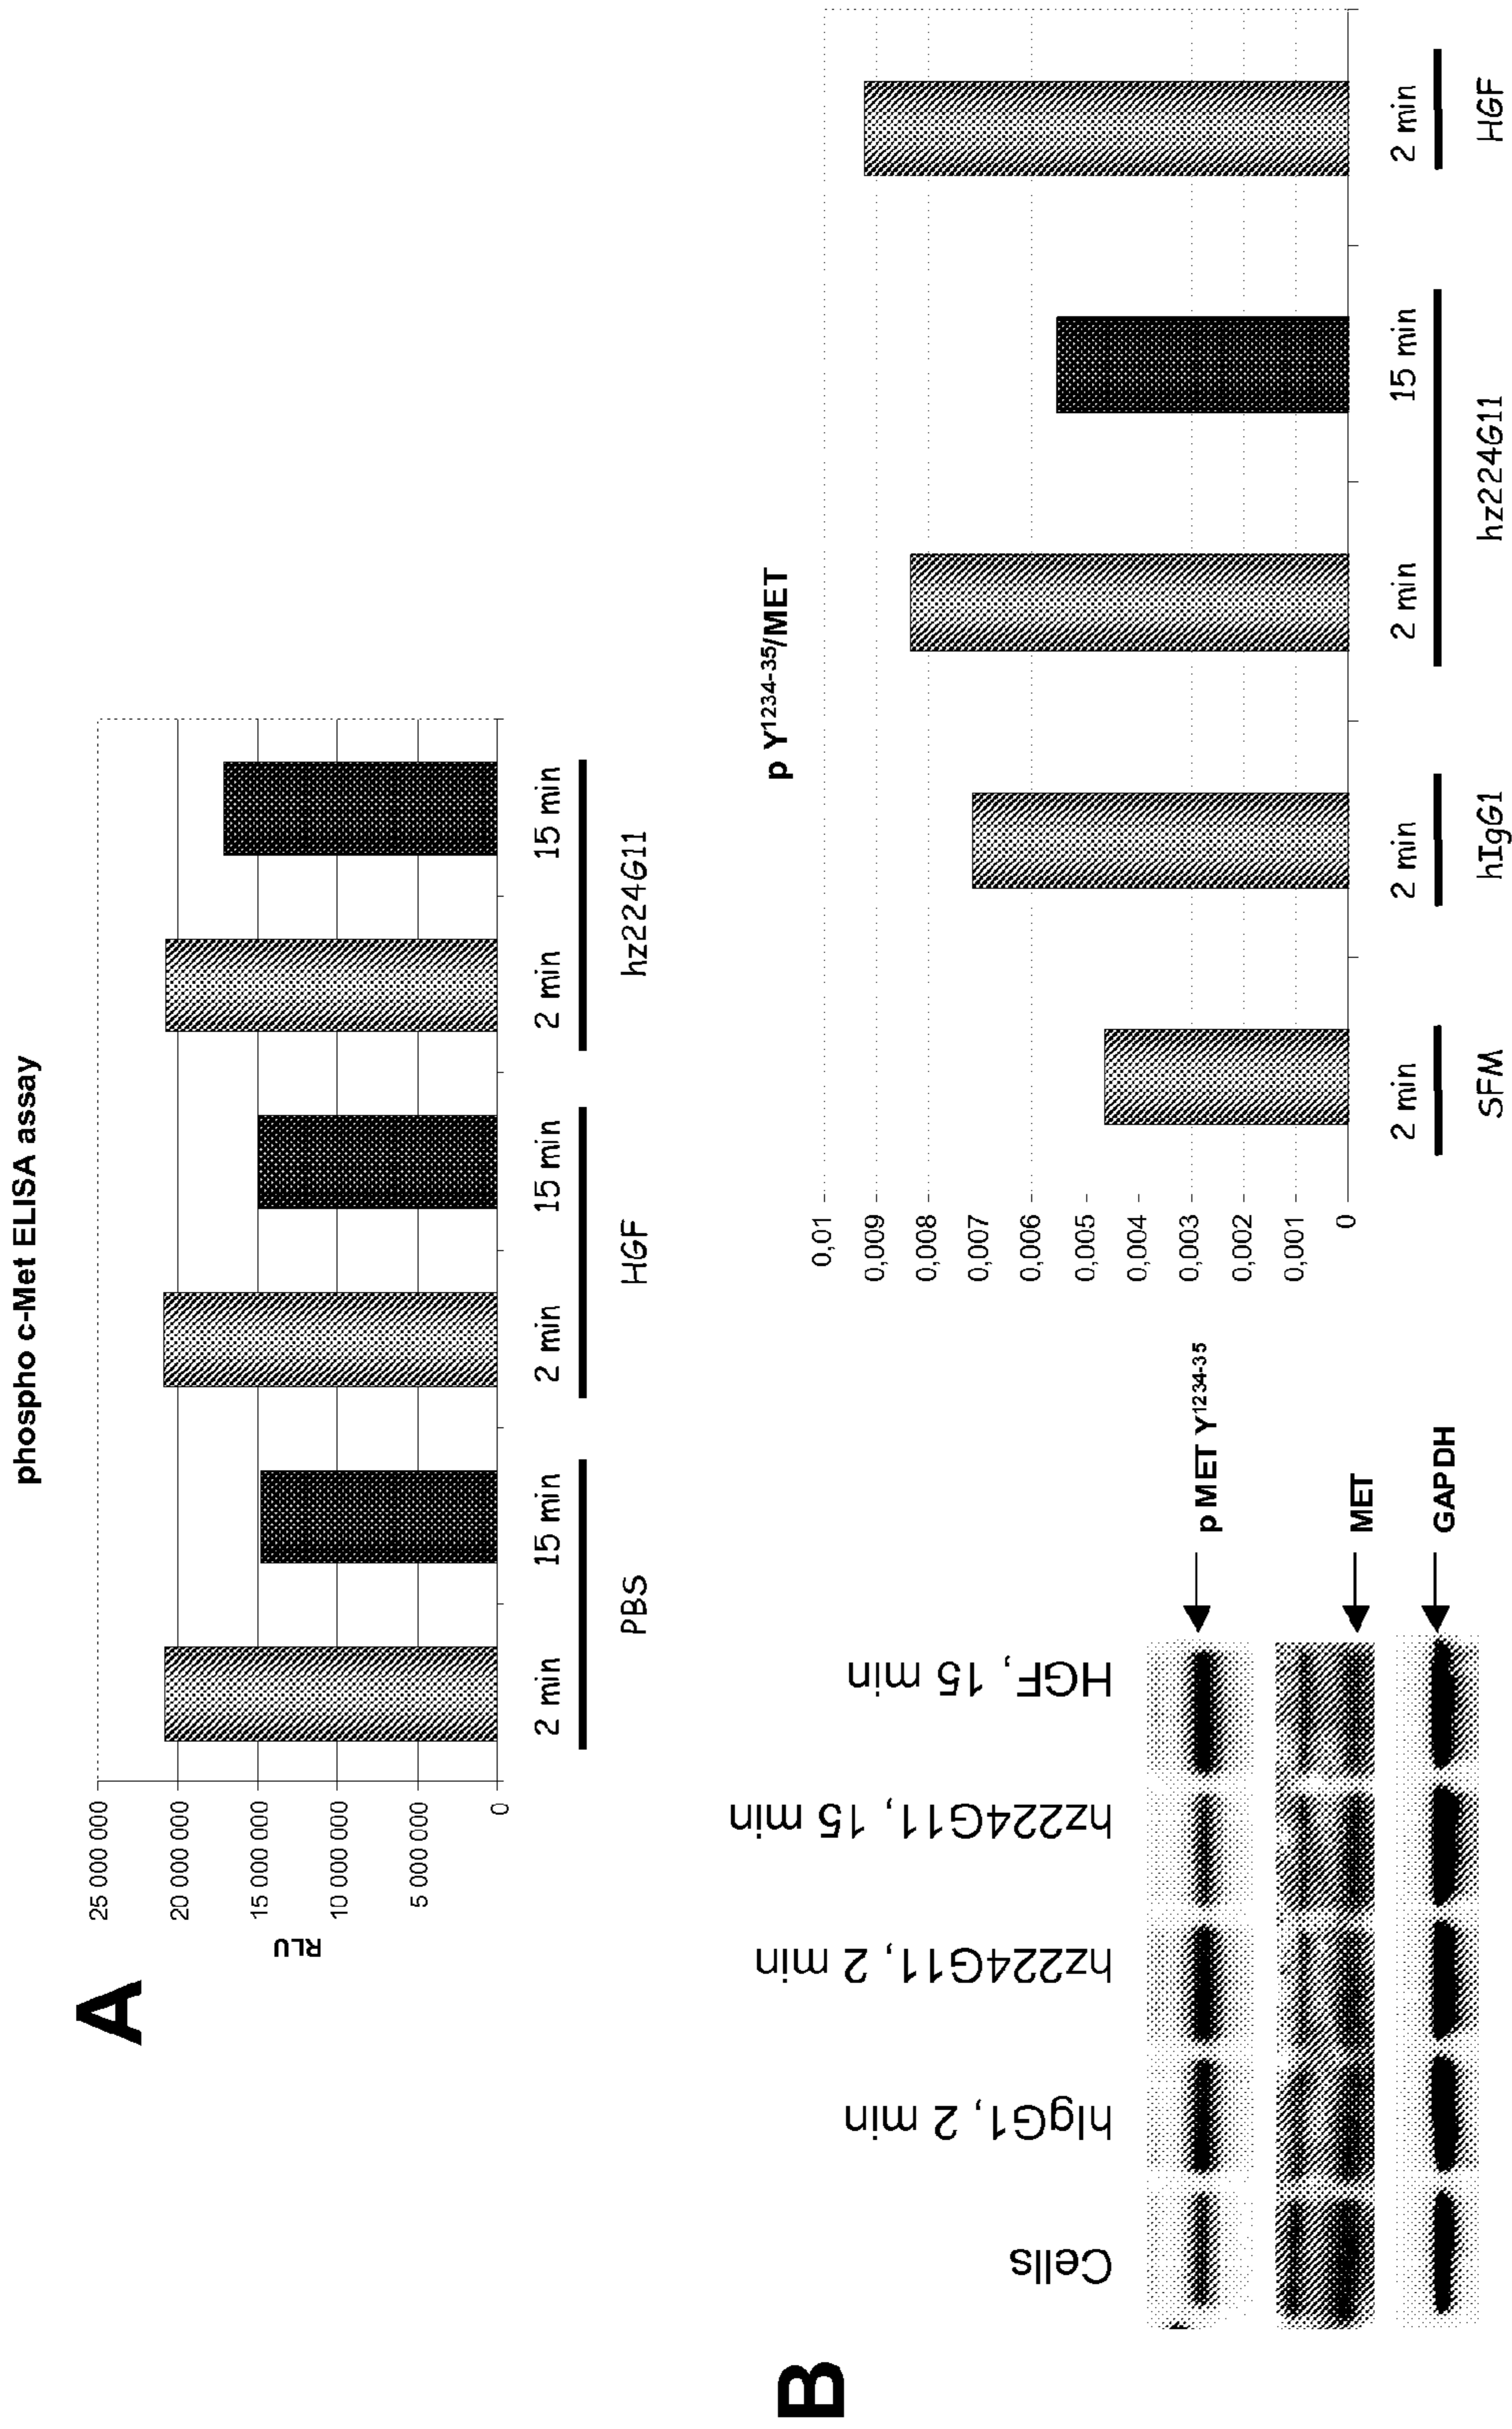 phospho c-Met ELISA assay
A
RLU
25 000 000
20 000 000
15 000 000
10 000 000
5 000 000
0
2 min 15 min 2 min 15 min 2 min 15 min
PBS HGF hz224G11
B
Cells
hIgG1, 2 min
hz224G11, 2 min
hz224G11, 15 min
HGF, 15 min
p MET Y1234-35
MET
GAPDH
p Y1234-35/MET
0,01
0,009
0,008
0,007
0,006
0,005
0,004
0,003
0,002
0,001
0
2 min 2 min 2 min 15 min 2 min
SFM hIgG1 hz224G11 HGF